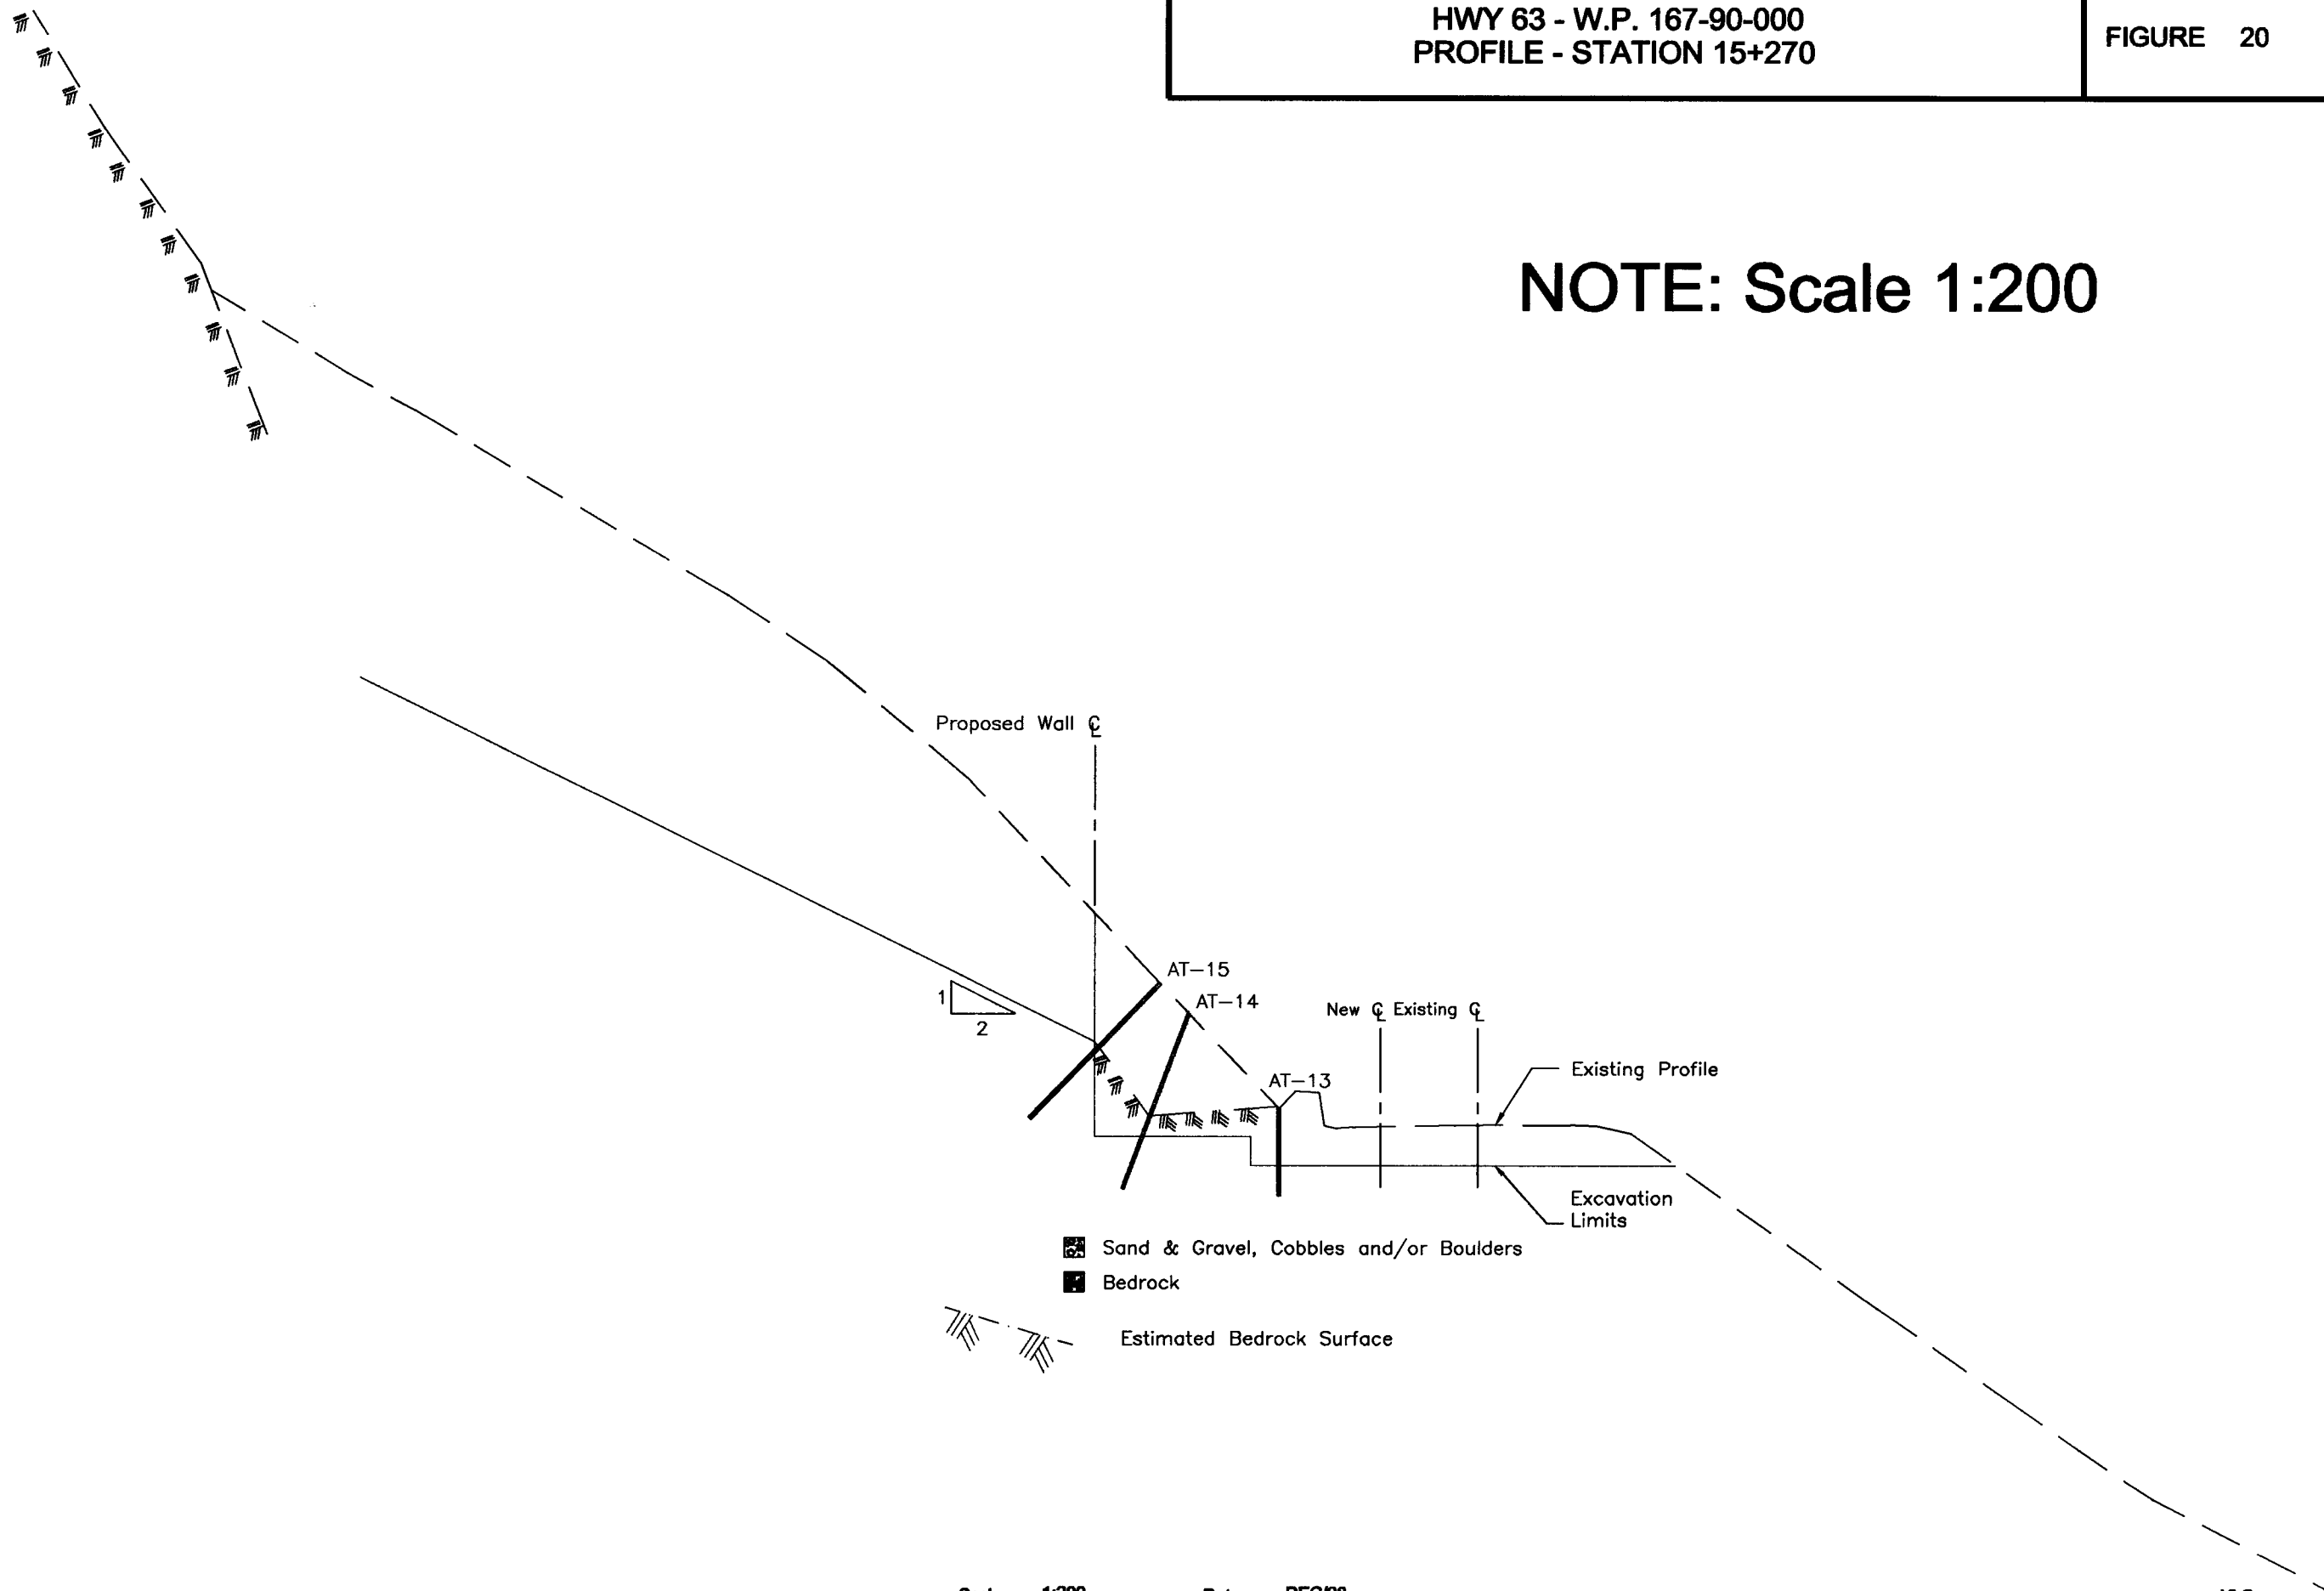 HWY 63 - W.P. 167-90-000
PROFILE - STATION 15+270
FIGURE 20
NOTE: Scale 1:200
Proposed Wall ℄
AT-15
1
2
AT-14
New ℄ Existing ℄
AT-13
Existing Profile
Excavation
Limits
Sand & Gravel, Cobbles and/or Boulders
Bedrock
Estimated Bedrock Surface